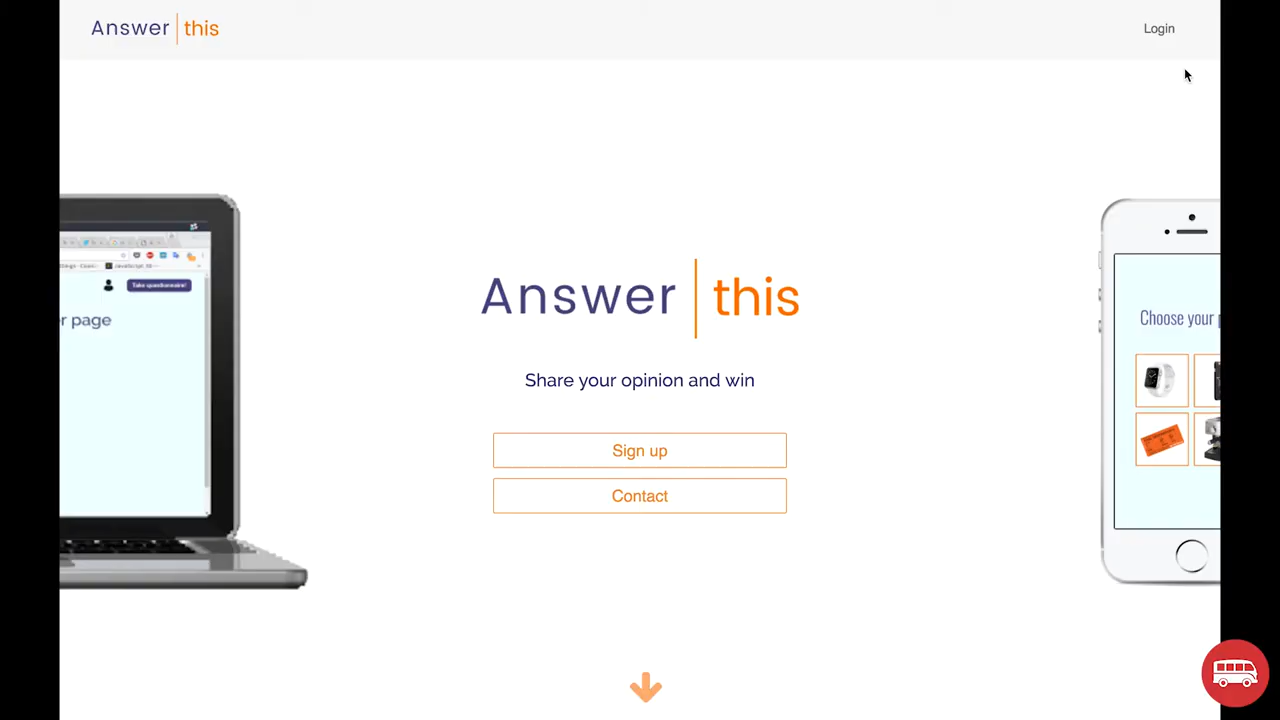 Answer this
Login
Take questionnaire!
r page
Answer this
Choose your
Share your opinion and win
Sign up
Contact